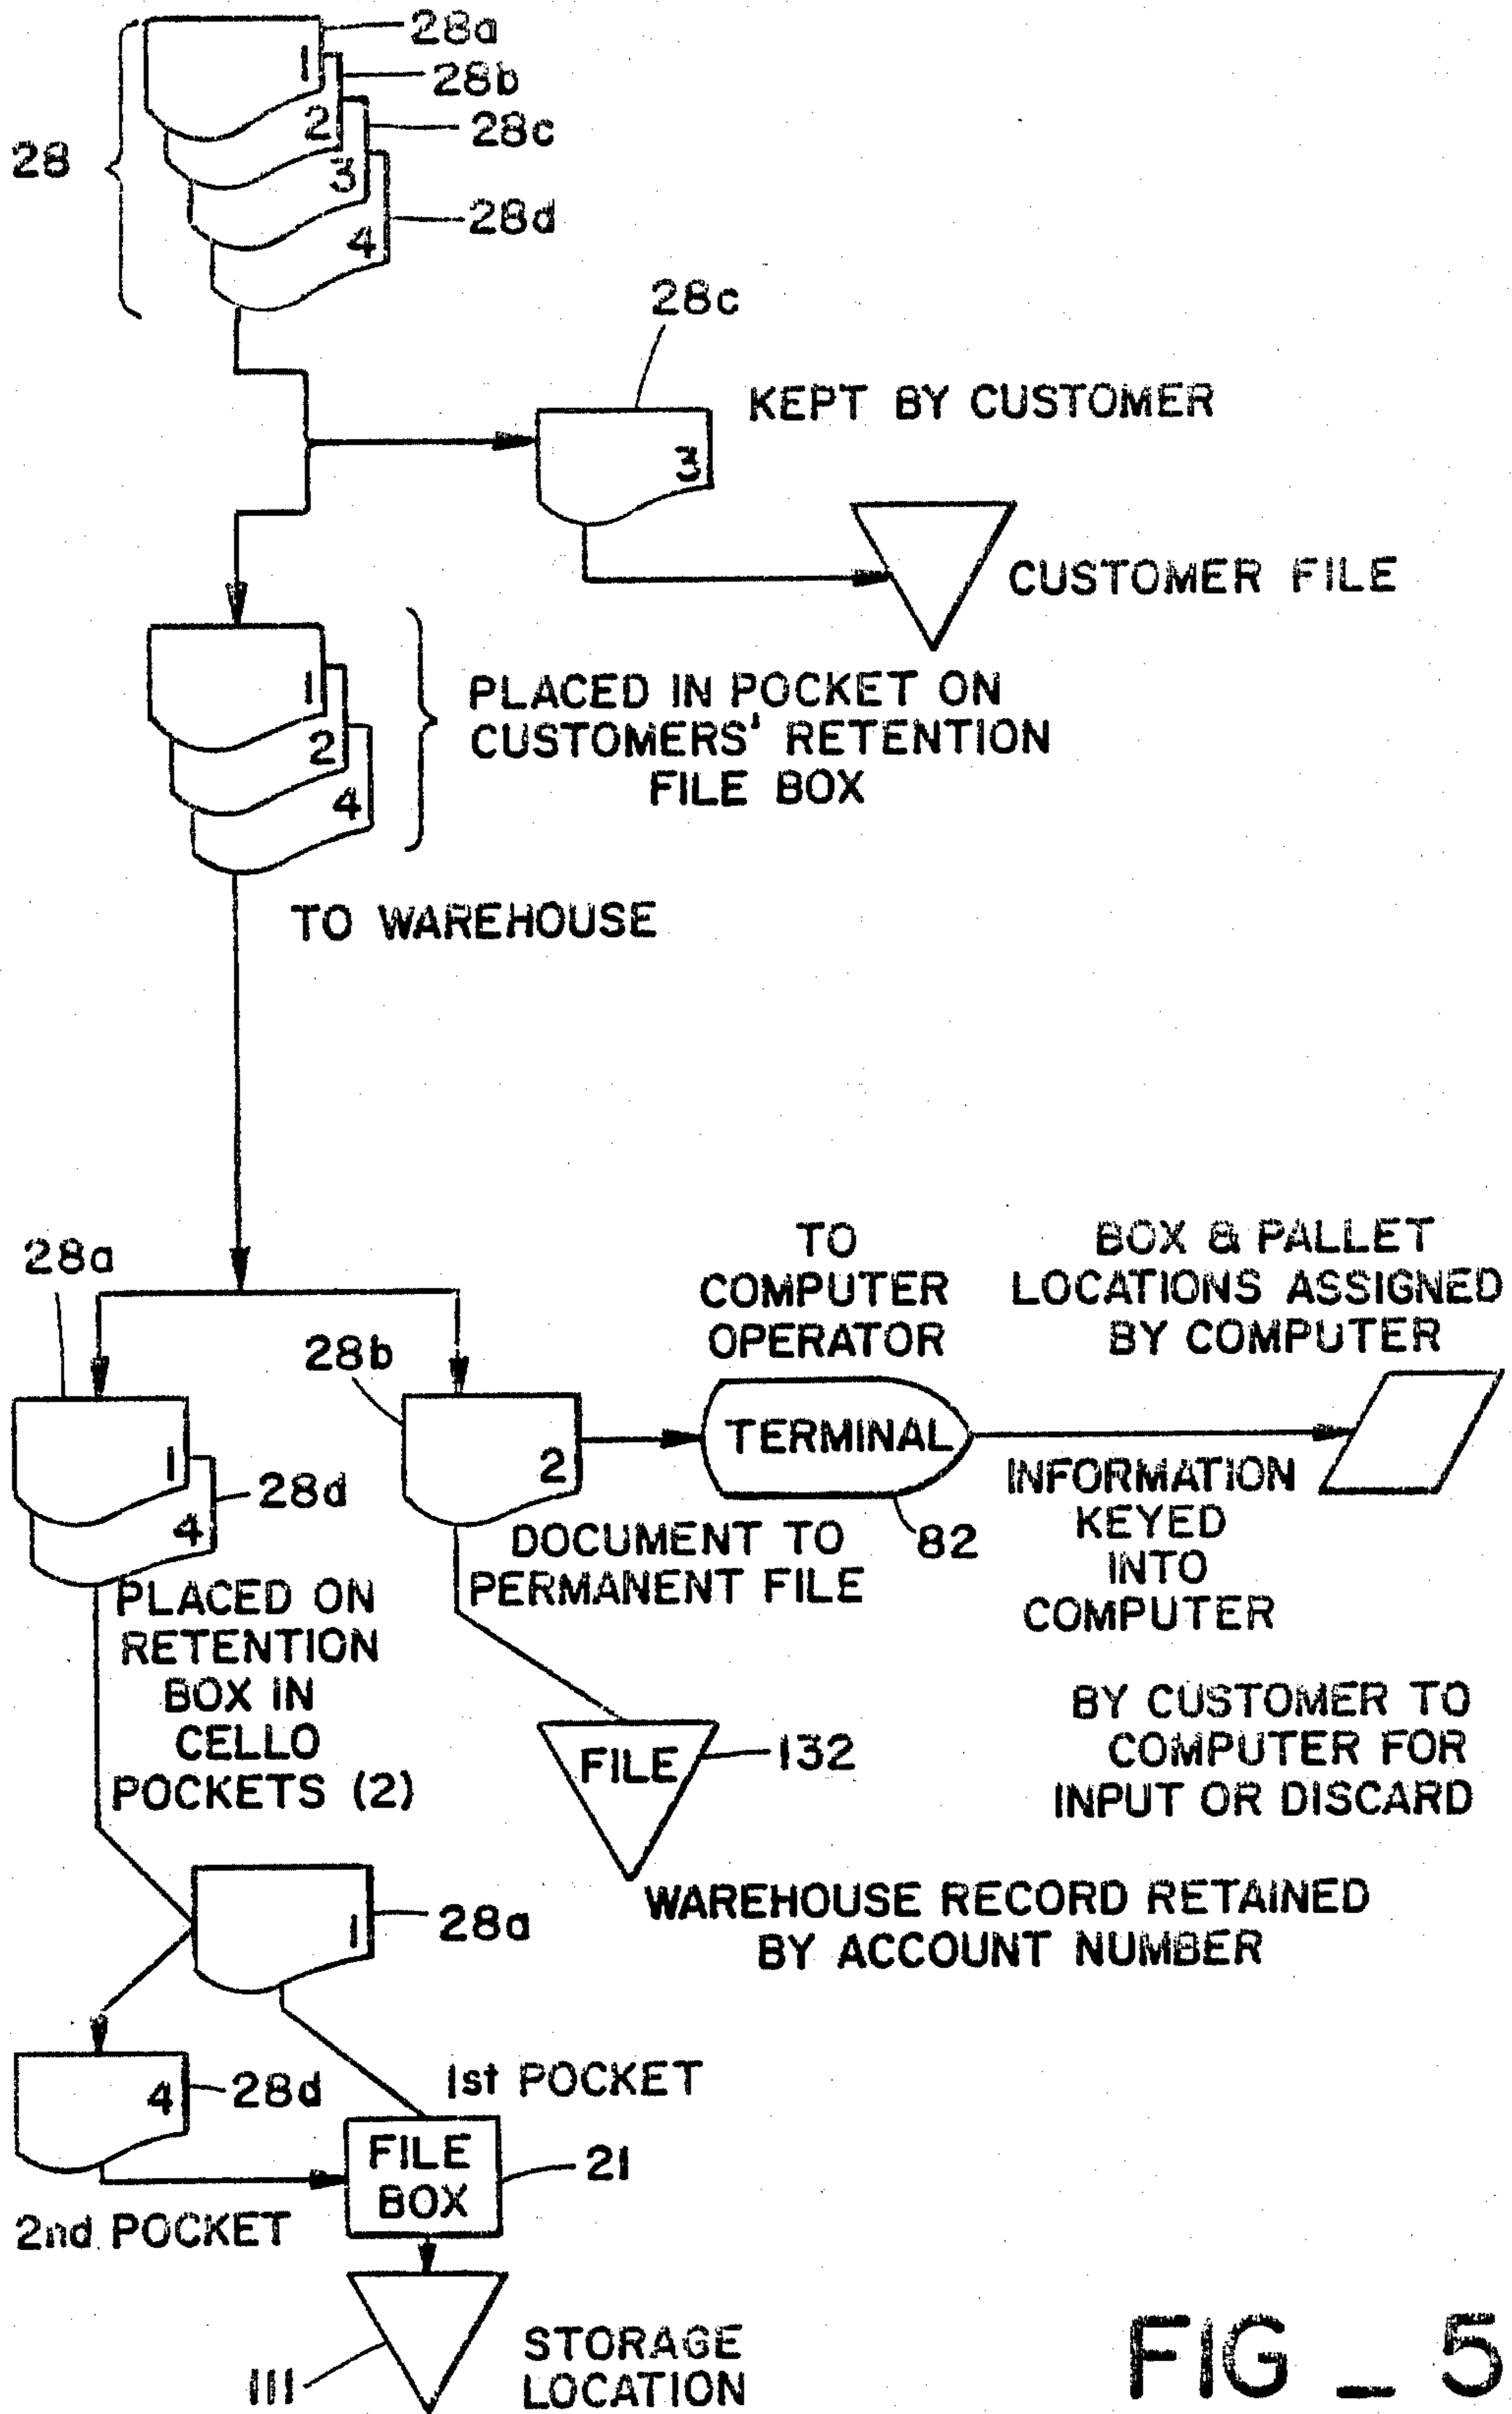 28
28a
1
28b
2
28c
3
28d
4
28c
3
KEPT BY CUSTOMER
CUSTOMER FILE
1
2
4
PLACED IN POCKET ON
CUSTOMERS' RETENTION
FILE BOX
TO WAREHOUSE
28a
1
28d
4
28b
2
TO
COMPUTER
OPERATOR
TERMINAL
82
BOX & PALLET
LOCATIONS ASSIGNED
BY COMPUTER
INFORMATION
KEYED
INTO
COMPUTER
DOCUMENT TO
PERMANENT FILE
PLACED ON
RETENTION
BOX IN
CELLO
POCKETS (2)
FILE
132
BY CUSTOMER TO
COMPUTER FOR
INPUT OR DISCARD
WAREHOUSE RECORD RETAINED
BY ACCOUNT NUMBER
1
28a
4
28d
1st POCKET
FILE
BOX
21
2nd POCKET
111
STORAGE
LOCATION
FIG _ 5